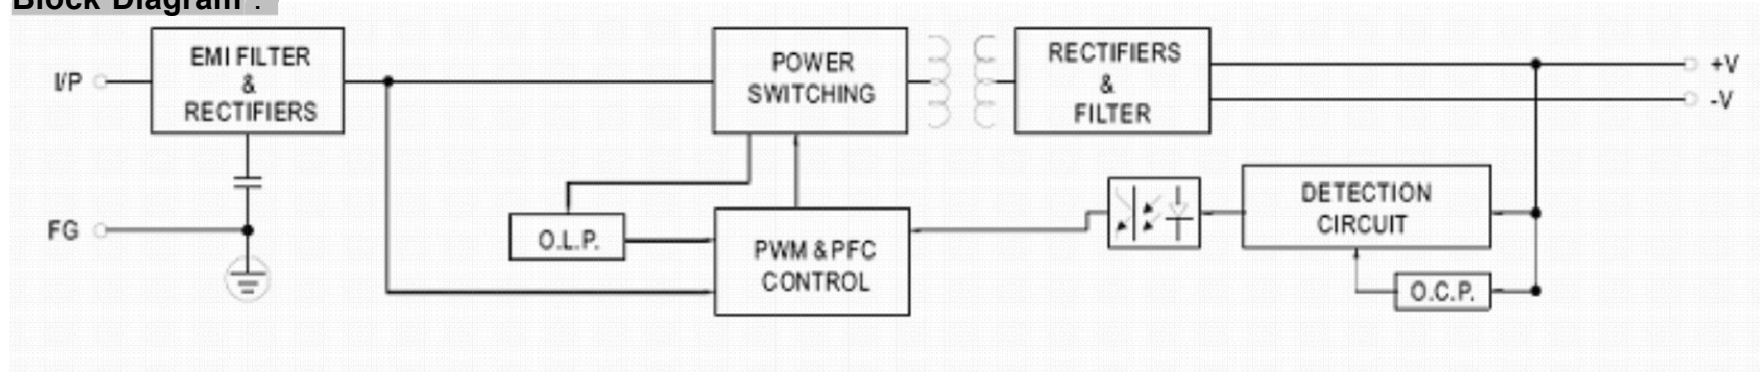 Block Diagram :
EMI FILTER
&
RECTIFIERS
I/P
POWER
SWITCHING
RECTIFIERS
&
FILTER
+V
-V
FG
O.L.P.
PWM & PFC
CONTROL
DETECTION
CIRCUIT
O.C.P.